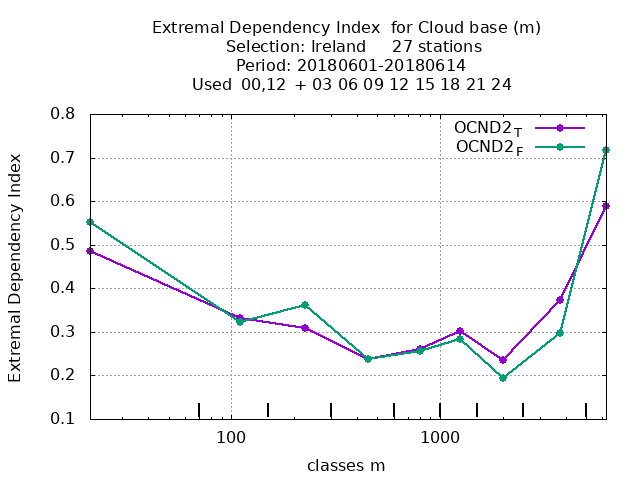 Extremal Dependency Index  for Cloud base (m)
Selection: Ireland     27 stations
Period: 20180601-20180614
Used  00,12  + 03 06 09 12 15 18 21 24
OCND2T
OCND2F
Extremal Dependency Index
0.8
0.7
0.6
0.5
0.4
0.3
0.2
0.1
100 1000
classes m